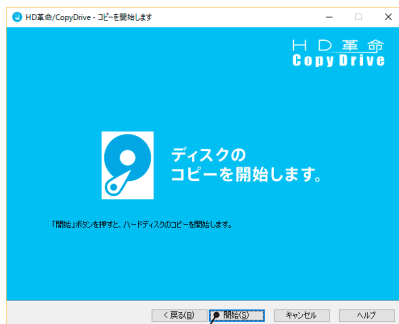 HD革命/CopyDrive - コピーを開始します
HD革命
CopyDrive
ディスクの
コピーを開始します。
「開始」ボタンを押すと、ハードディスクのコピーを開始します。
< 戻る(B) 開始(S) キャンセル ヘルプ